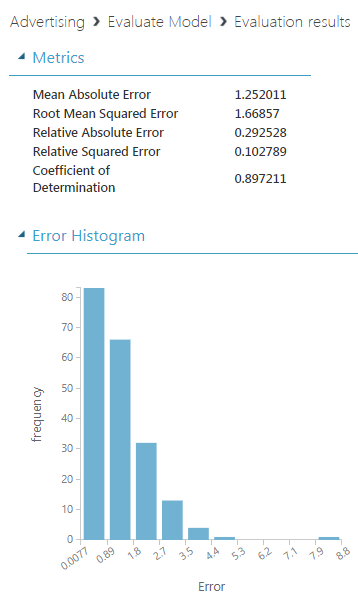 Advertising > Evaluate Model > Evaluation results
Metrics
Mean Absolute Error 1.252011
Root Mean Squared Error 1.66857
Relative Absolute Error 0.292528
Relative Squared Error 0.102789
Coefficient of
Determination 0.897211
Error Histogram
80
70
60
50
40
30
20
10
0
frequency
0.0077 0.89 1.8 2.7 3.5 4.4 5.3 6.2 7.1 7.9 8.8
Error